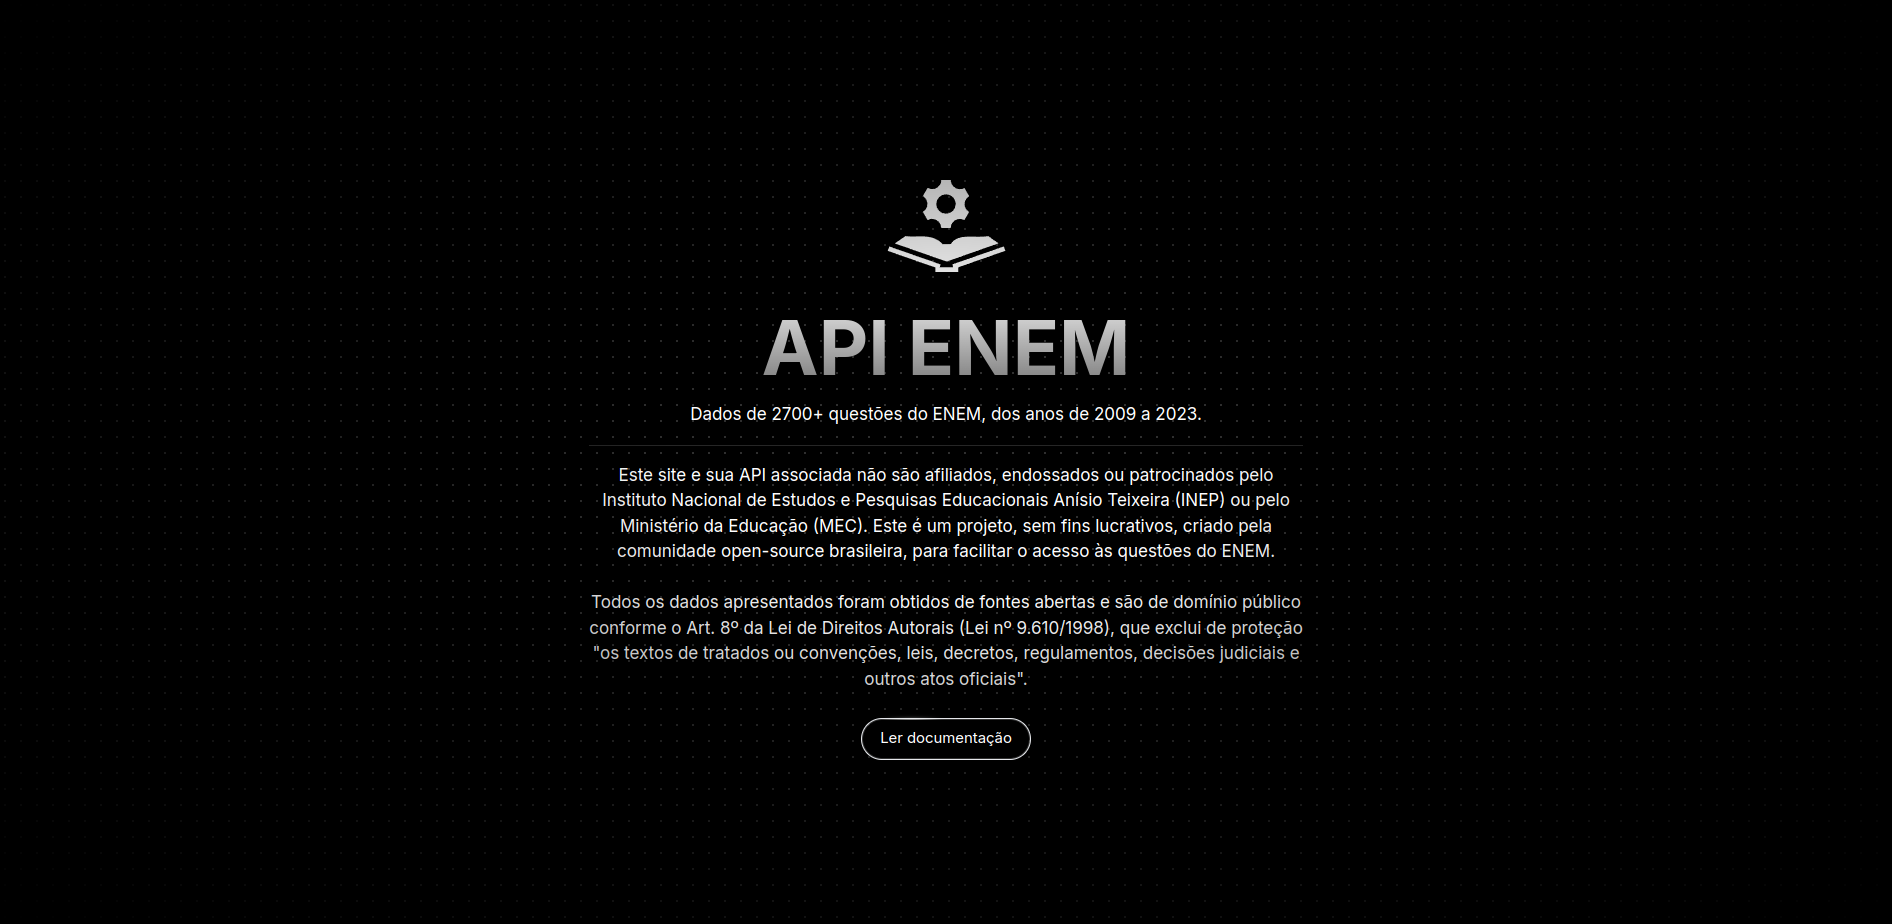 API ENEM
Dados de 2700+ questões do ENEM, dos anos de 2009 a 2023.
Este site e sua API associada não são afiliados, endossados ou patrocinados pelo
Instituto Nacional de Estudos e Pesquisas Educacionais Anísio Teixeira (INEP) ou pelo
Ministério da Educação (MEC). Este é um projeto, sem fins lucrativos, criado pela
comunidade open-source brasileira, para facilitar o acesso às questões do ENEM.
Todos os dados apresentados foram obtidos de fontes abertas e são de domínio público
conforme o Art. 8º da Lei de Direitos Autorais (Lei nº 9.610/1998), que exclui de proteção
"os textos de tratados ou convenções, leis, decretos, regulamentos, decisões judiciais e
outros atos oficiais".
Ler documentação